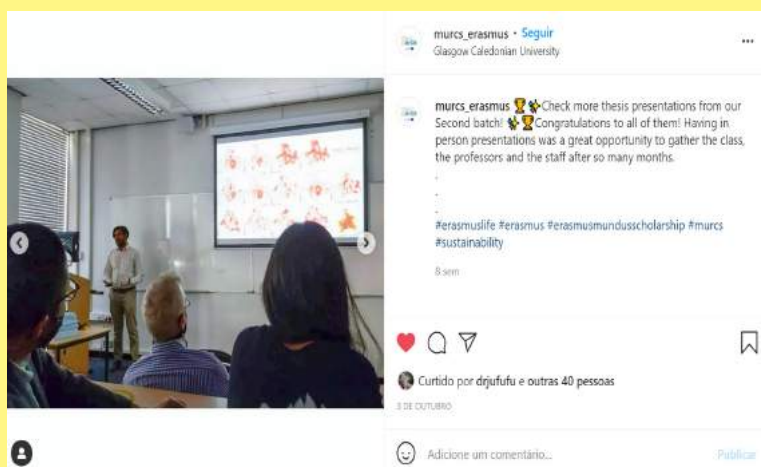 murcs_erasmus • Seguir
Glasgow Caledonian University
murcs_erasmus 🏆✨Check more thesis presentations from our
Second batch! ✨🏆Congratulations to all of them! Having in
person presentations was a great opportunity to gather the class,
the professors and the staff after so many months.
.
.
.
#erasmuslife #erasmus #erasmusmundusscholarship #murcs
#sustainability
8 sem
Curtido por drjufufu e outras 40 pessoas
3 DE OUTUBRO
Adicione um comentário...
Publicar